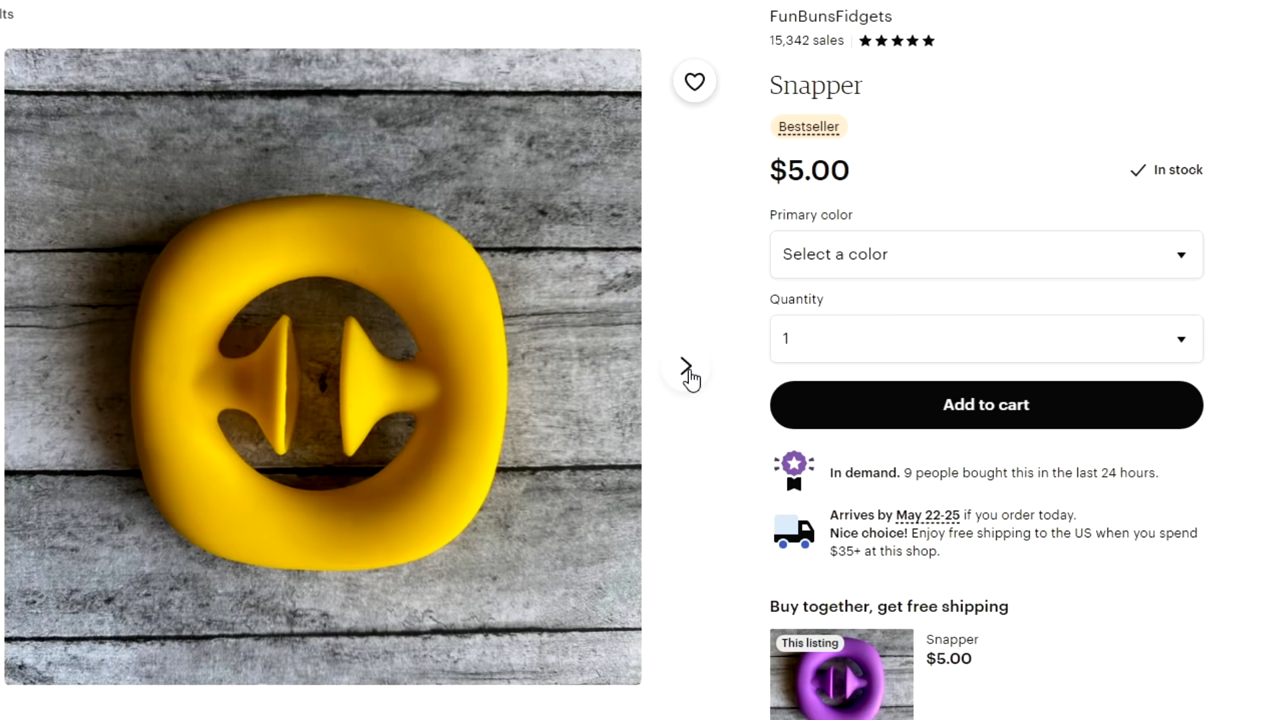 lts
FunBunsFidgets
15,342 sales
Snapper
Bestseller
$5.00
In stock
Primary color
Select a color
Quantity
1
Add to cart
In demand. 9 people bought this in the last 24 hours.
Arrives by May 22-25 if you order today.
Nice choice! Enjoy free shipping to the US when you spend
$35+ at this shop.
Buy together, get free shipping
This listing
Snapper
$5.00